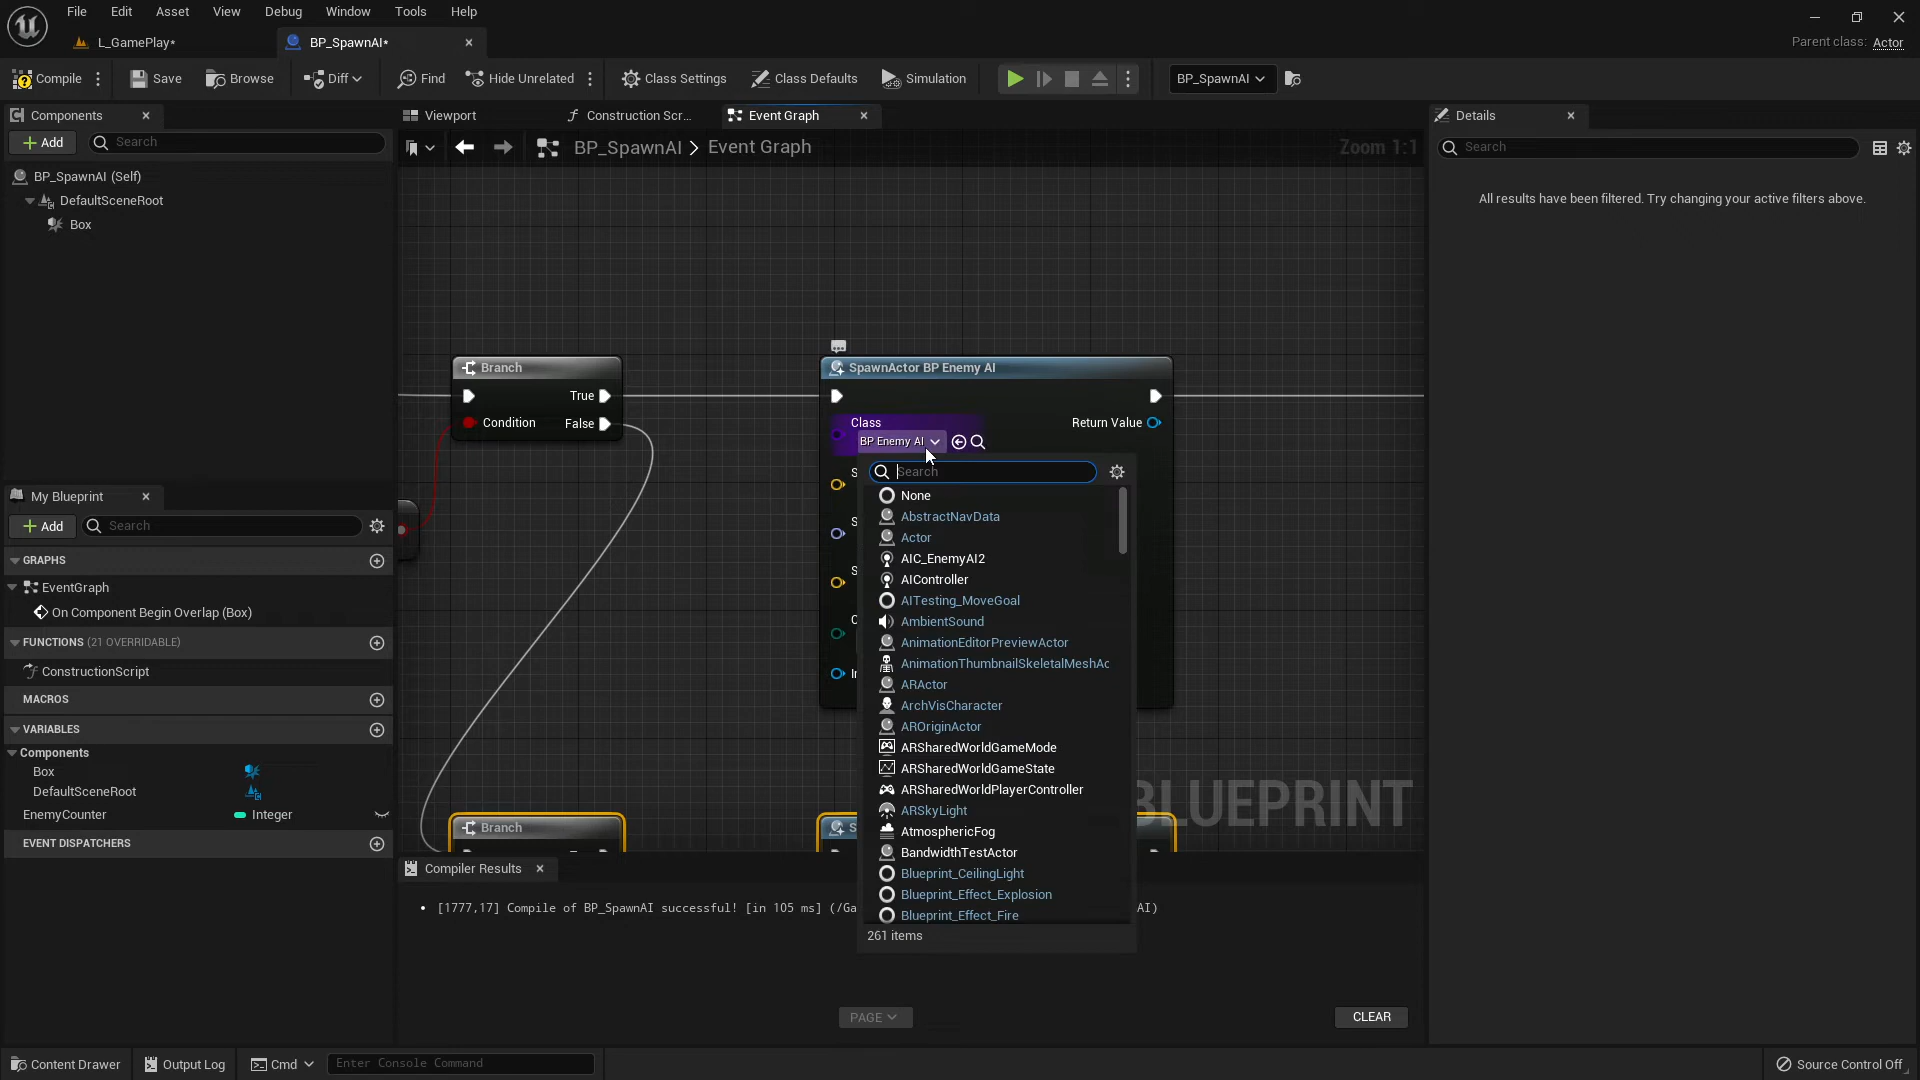 File Edit Asset View Debug Window Tools Help
L_GamePlay* BP_SpawnAI* Parent class: Actor
Compile Save Browse Diff Find Hide Unrelated Class Settings Class Defaults Simulation BP_SpawnAI
Components Viewport Construction Scr... Event Graph Details
Add Search BP_SpawnAI > Event Graph Zoom 1:1 Search
BP_SpawnAI (Self)
DefaultSceneRoot
Box
All results have been filtered. Try changing your active filters above.
Branch
True
Condition False
SpawnActor BP Enemy AI
Class Return Value
BP Enemy AI
S
S
S
C
Search
None
AbstractNavData
Actor
AIC_EnemyAI2
AIController
AITesting_MoveGoal
AmbientSound
AnimationEditorPreviewActor
AnimationThumbnailSkeletalMeshAc
ARActor
ArchVisCharacter
AROriginActor
ARSharedWorldGameMode
ARSharedWorldGameState
ARSharedWorldPlayerController
ARSkyLight
AtmosphericFog
BandwidthTestActor
Blueprint_CeilingLight
Blueprint_Effect_Explosion
Blueprint_Effect_Fire
261 items
My Blueprint
Add Search
GRAPHS
EventGraph
On Component Begin Overlap (Box)
FUNCTIONS (21 OVERRIDABLE)
ConstructionScript
MACROS
VARIABLES
Components
Box
DefaultSceneRoot
EnemyCounter Integer
EVENT DISPATCHERS
Branch S
BLUEPRINT
Compiler Results
• [1777,17] Compile of BP_SpawnAI successful! [in 105 ms] (/Ga AI)
PAGE CLEAR
Content Drawer Output Log Cmd Enter Console Command Source Control Off